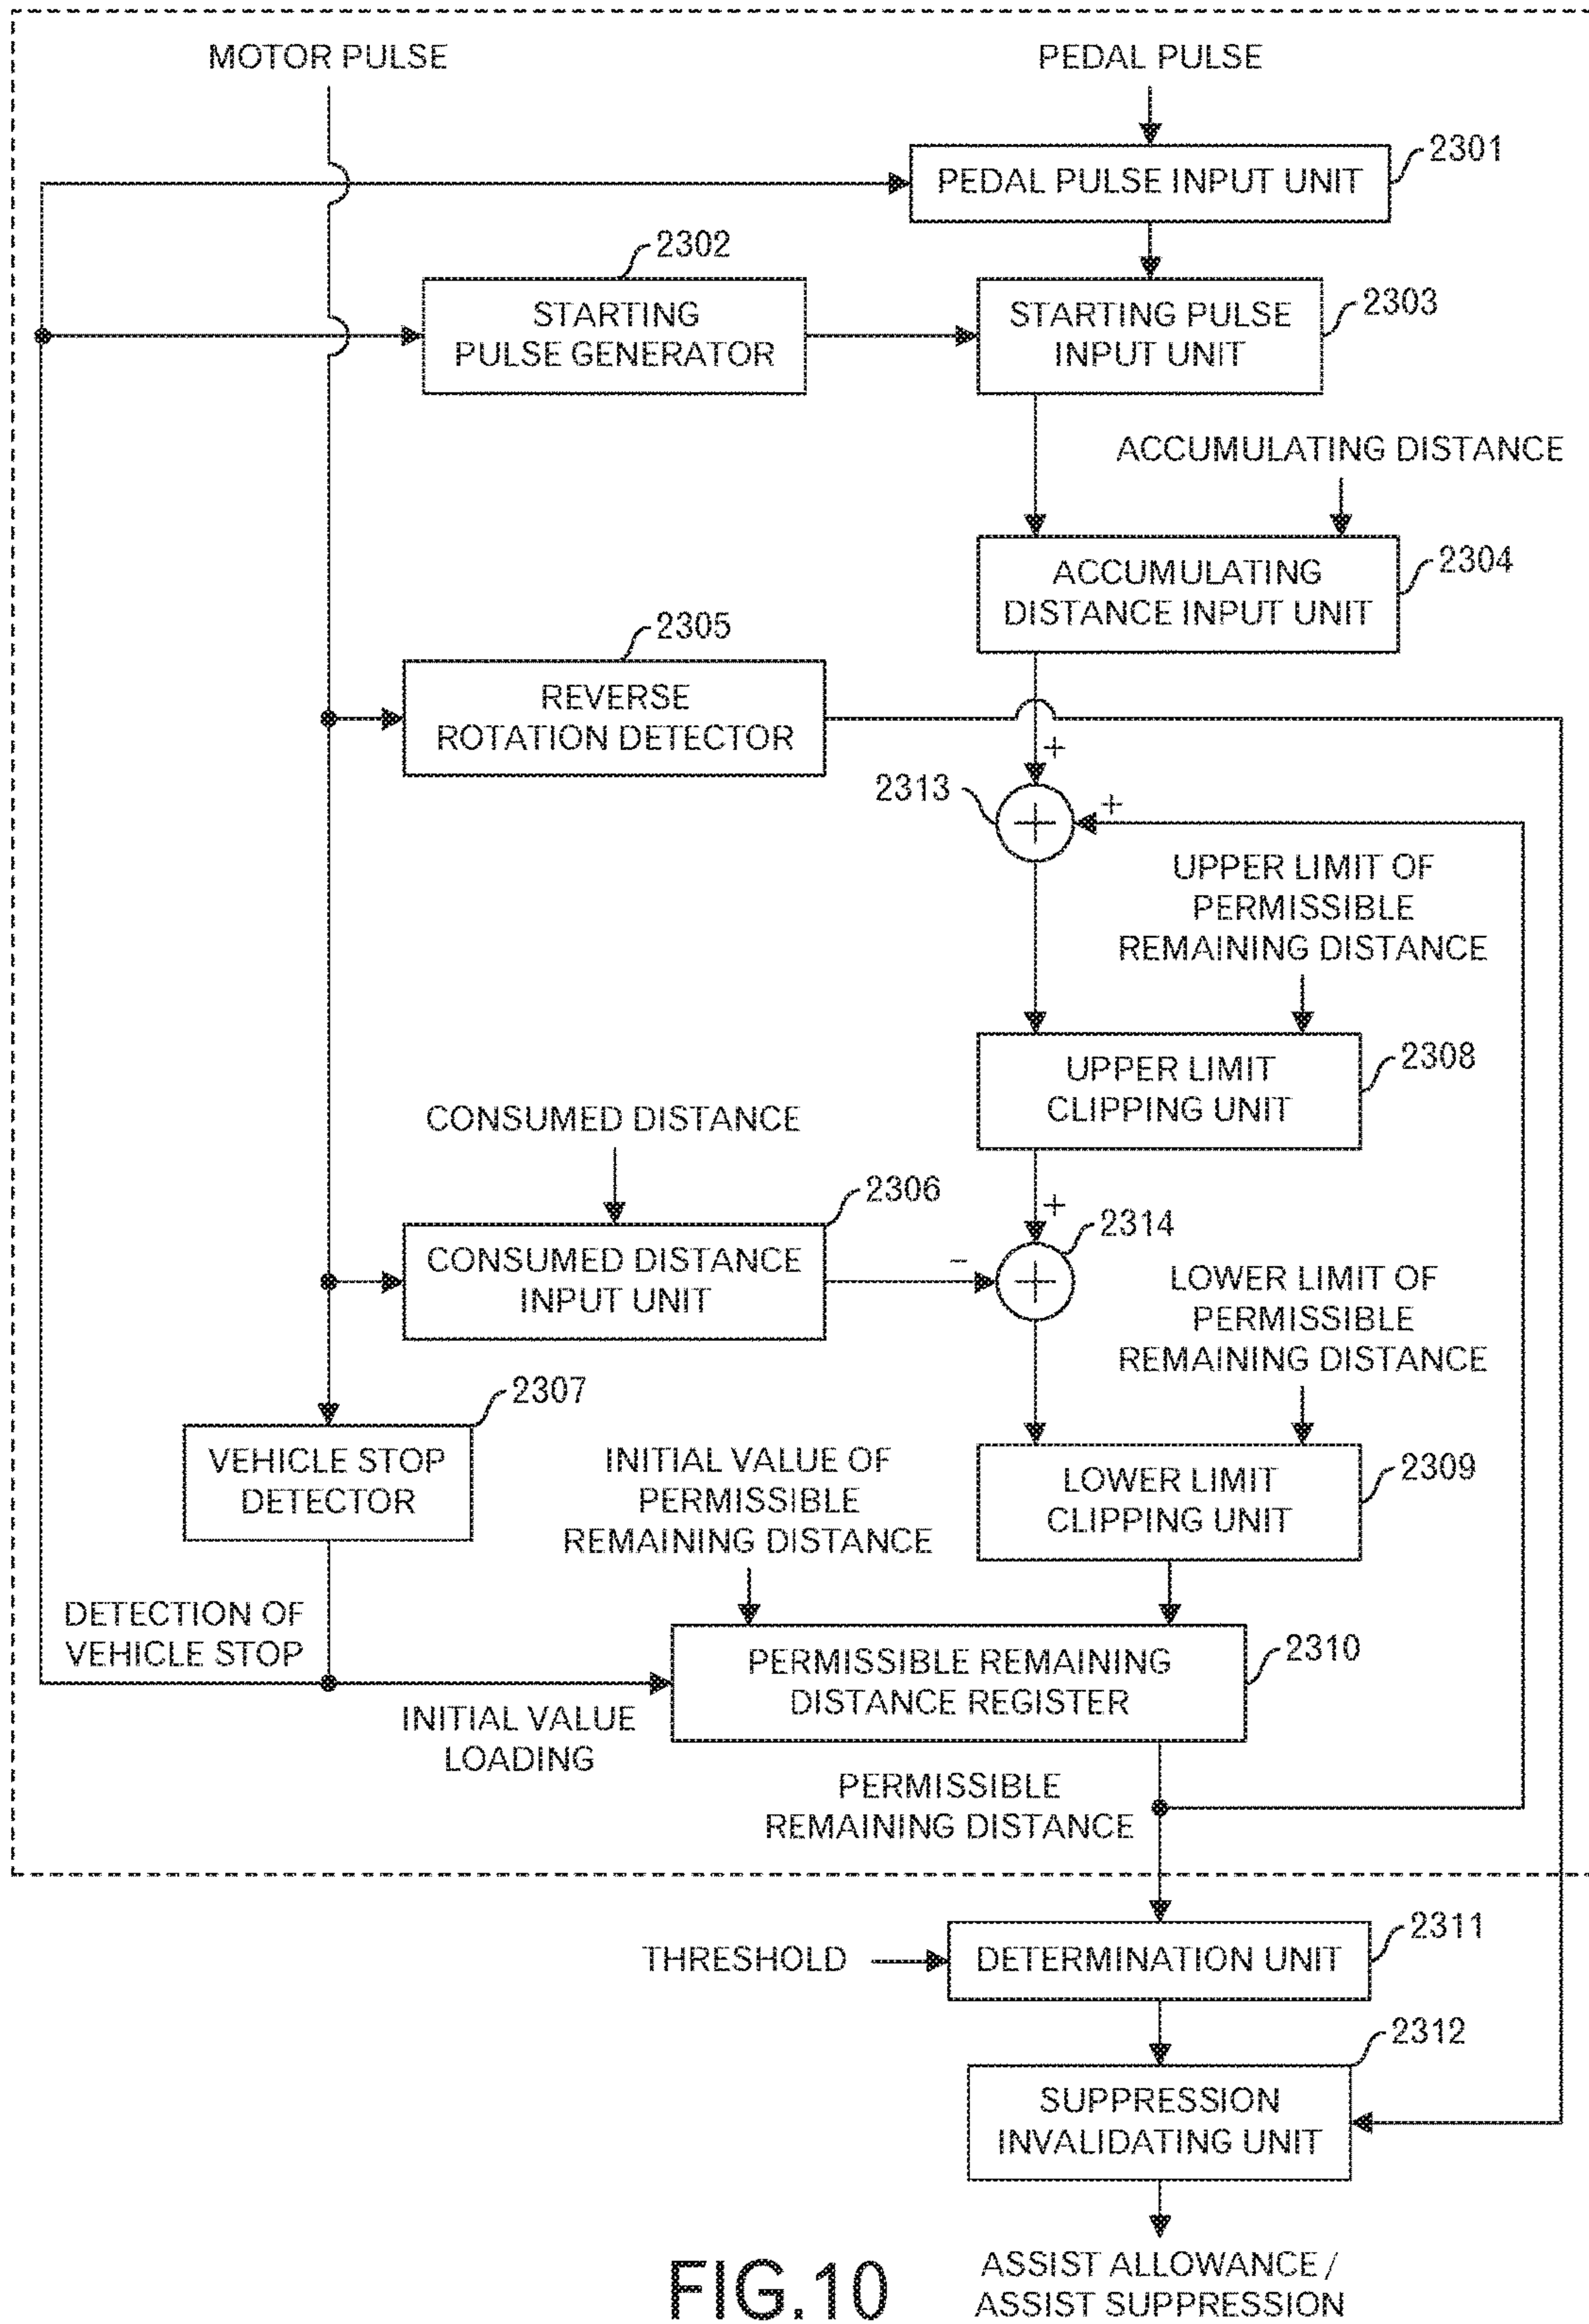 MOTOR PULSE
PEDAL PULSE
2301
PEDAL PULSE INPUT UNIT
2302
STARTING
PULSE GENERATOR
2303
STARTING PULSE
INPUT UNIT
ACCUMULATING DISTANCE
2304
ACCUMULATING
DISTANCE INPUT UNIT
2305
REVERSE
ROTATION DETECTOR
+
2313
+
+
UPPER LIMIT OF
PERMISSIBLE
REMAINING DISTANCE
2308
UPPER LIMIT
CLIPPING UNIT
CONSUMED DISTANCE
2306
CONSUMED DISTANCE
INPUT UNIT
+
2314
−
+
LOWER LIMIT OF
PERMISSIBLE
REMAINING DISTANCE
2307
VEHICLE STOP
DETECTOR
INITIAL VALUE OF
PERMISSIBLE
REMAINING DISTANCE
2309
LOWER LIMIT
CLIPPING UNIT
DETECTION OF
VEHICLE STOP
2310
PERMISSIBLE REMAINING
DISTANCE REGISTER
INITIAL VALUE
LOADING
PERMISSIBLE
REMAINING DISTANCE
2311
THRESHOLD
DETERMINATION UNIT
2312
SUPPRESSION
INVALIDATING UNIT
ASSIST ALLOWANCE /
ASSIST SUPPRESSION
FIG.10